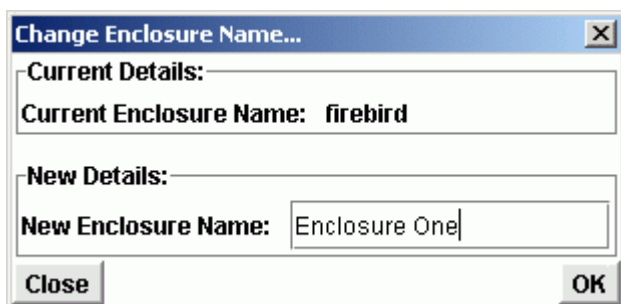 Change Enclosure Name...
Current Details:
Current Enclosure Name: firebird
New Details:
New Enclosure Name: Enclosure One
Close OK